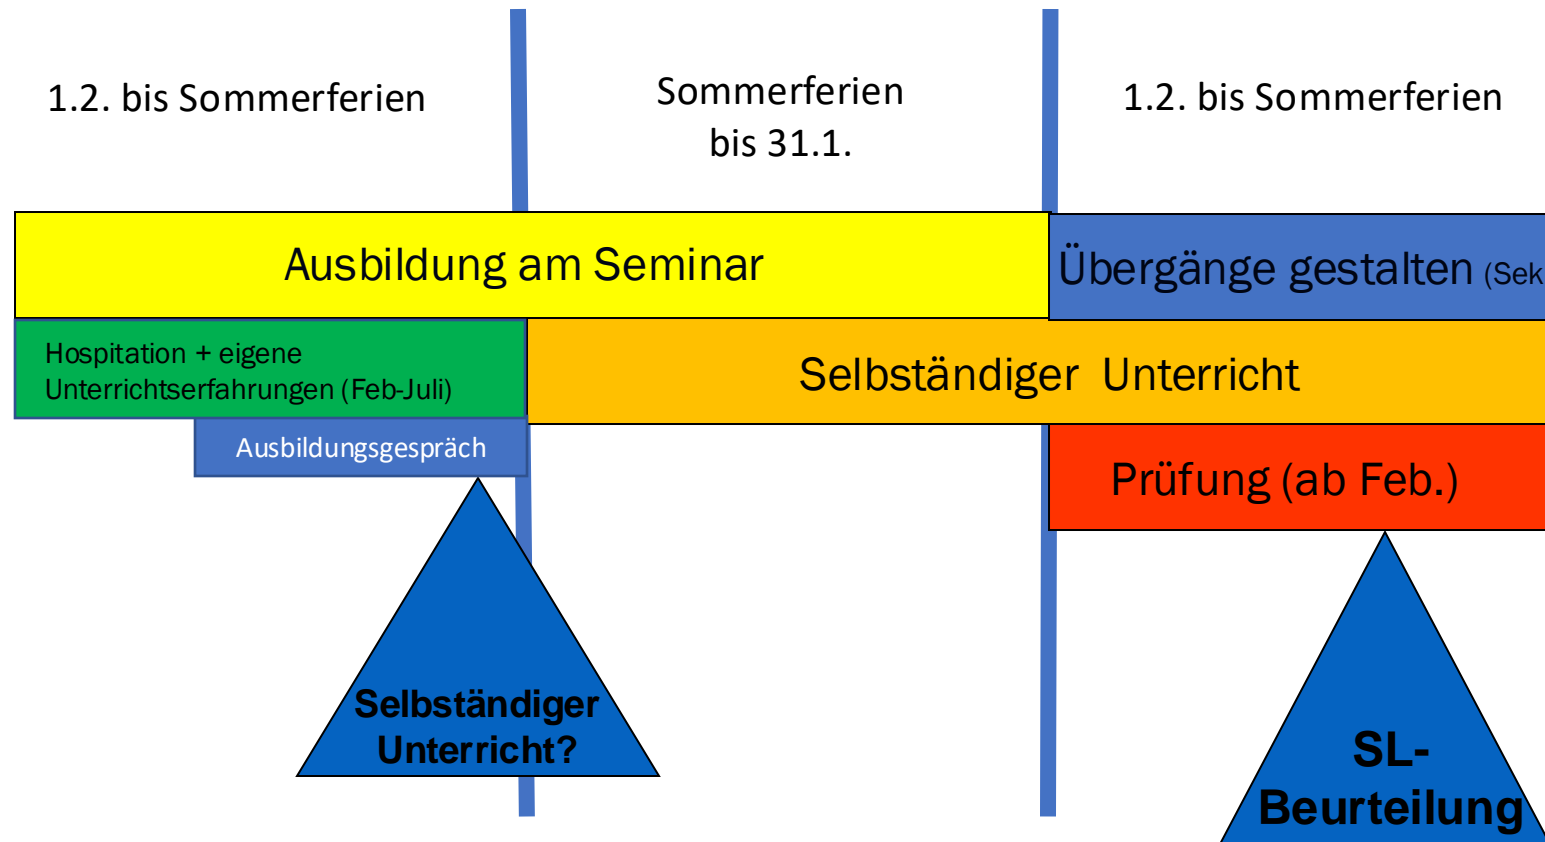 1.2. bis Sommerferien
Sommerferien
bis 31.1.
1.2. bis Sommerferien
Ausbildung am Seminar
Übergänge gestalten (Sek
Hospitation + eigene
Unterrichtserfahrungen (Feb-Juli)
Selbständiger Unterricht
Ausbildungsgespräch
Prüfung (ab Feb.)
Selbständiger
Unterricht?
SL-
Beurteilung